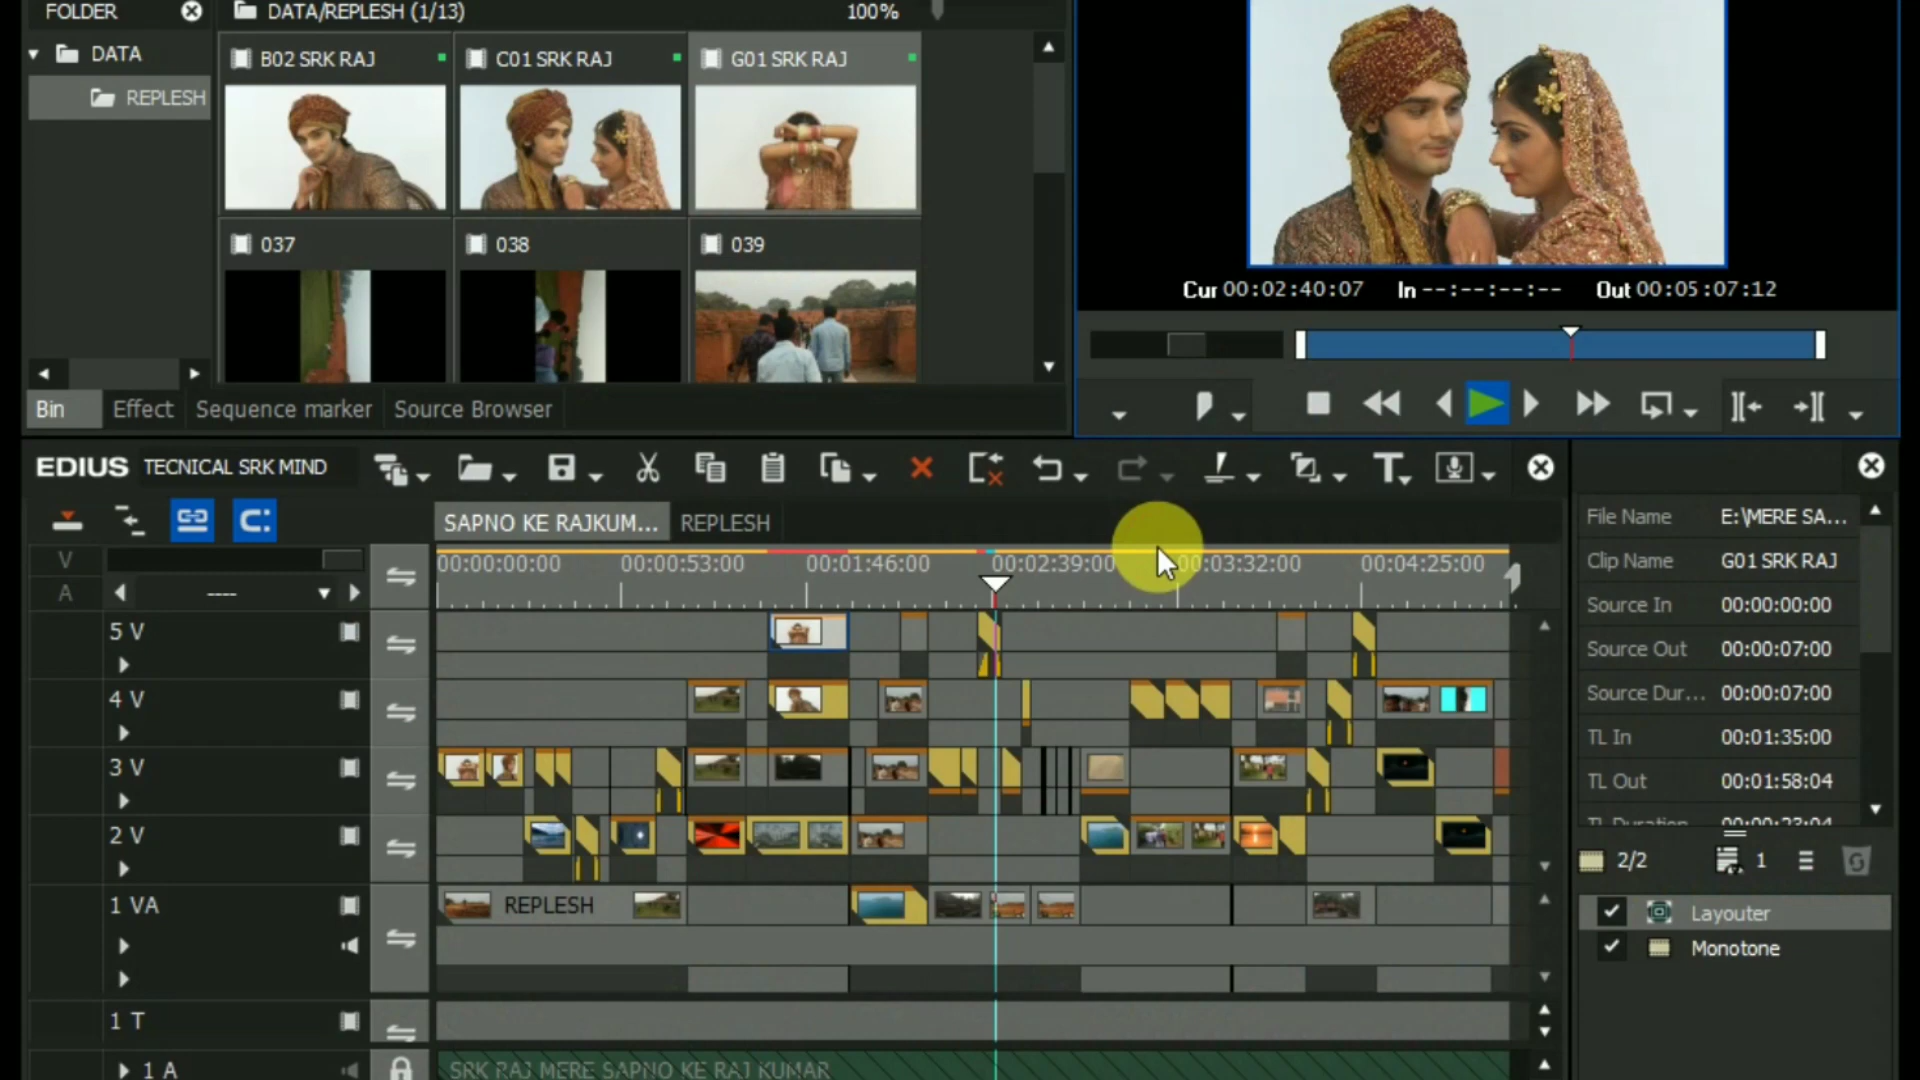 FOLDER
DATA/REPLESH (1/13)
100%
DATA
REPLESH
B02 SRK RAJ
C01 SRK RAJ
G01 SRK RAJ
037
038
039
Cur 00:02:40:07 In --:--:--:-- Out 00:05:07:12
Bin Effect Sequence marker Source Browser
EDIUS TECNICAL SRK MIND
SAPNO KE RAJKUM... REPLESH
V
A
----
00:00:00:00 00:00:53:00 00:01:46:00 00:02:39:00 00:03:32:00 00:04:25:00
5 V
4 V
3 V
2 V
1 VA
REPLESH
1 T
1 A
SRK RAJ MERE SAPNO KE RAJ KUMAR
File Name E:\MERE SA...
Clip Name G01 SRK RAJ
Source In 00:00:00:00
Source Out 00:00:07:00
Source Dur... 00:00:07:00
TL In 00:01:35:00
TL Out 00:01:58:04
TL Duration 00:00:23:04
2/2
1
Layouter
Monotone